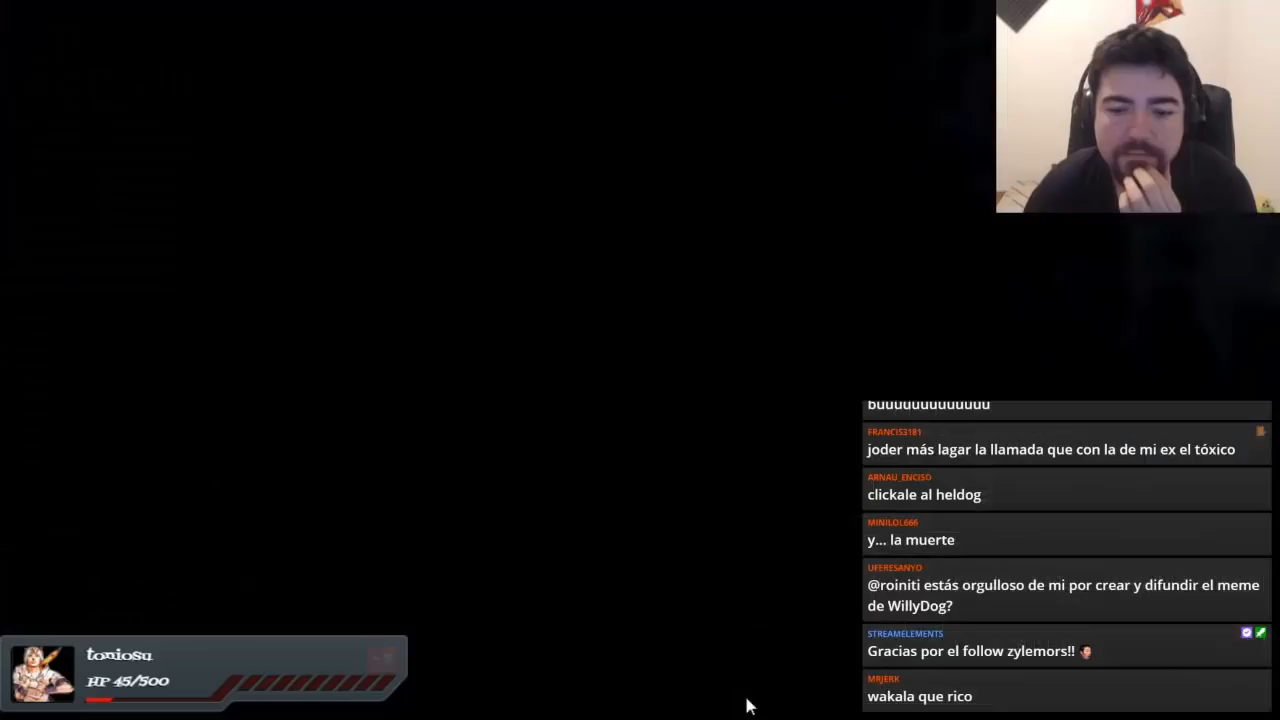 buuuuuuuuuuuuu
FRANCIS3181
joder más lagar la llamada que con la de mi ex el tóxico
ARNAU_ENCISO
clickale al heldog
MINILOL666
y... la muerte
UFERESANYO
@roiniti estás orgulloso de mi por crear y difundir el meme
de WillyDog?
STREAMELEMENTS
Gracias por el follow zylemors!!
MRJERK
wakala que rico
toniosu
HP 45/500